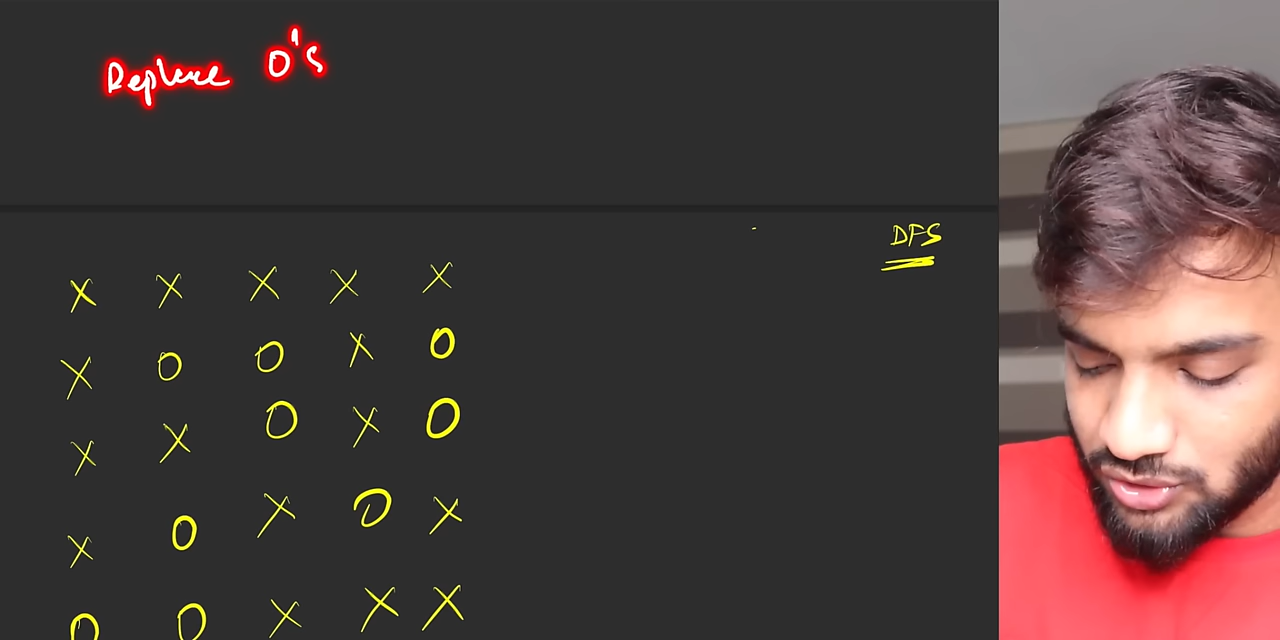 Replace O's
DFS
X X X X X
X O O X O
X X O X O
X O X O X
O O X X X